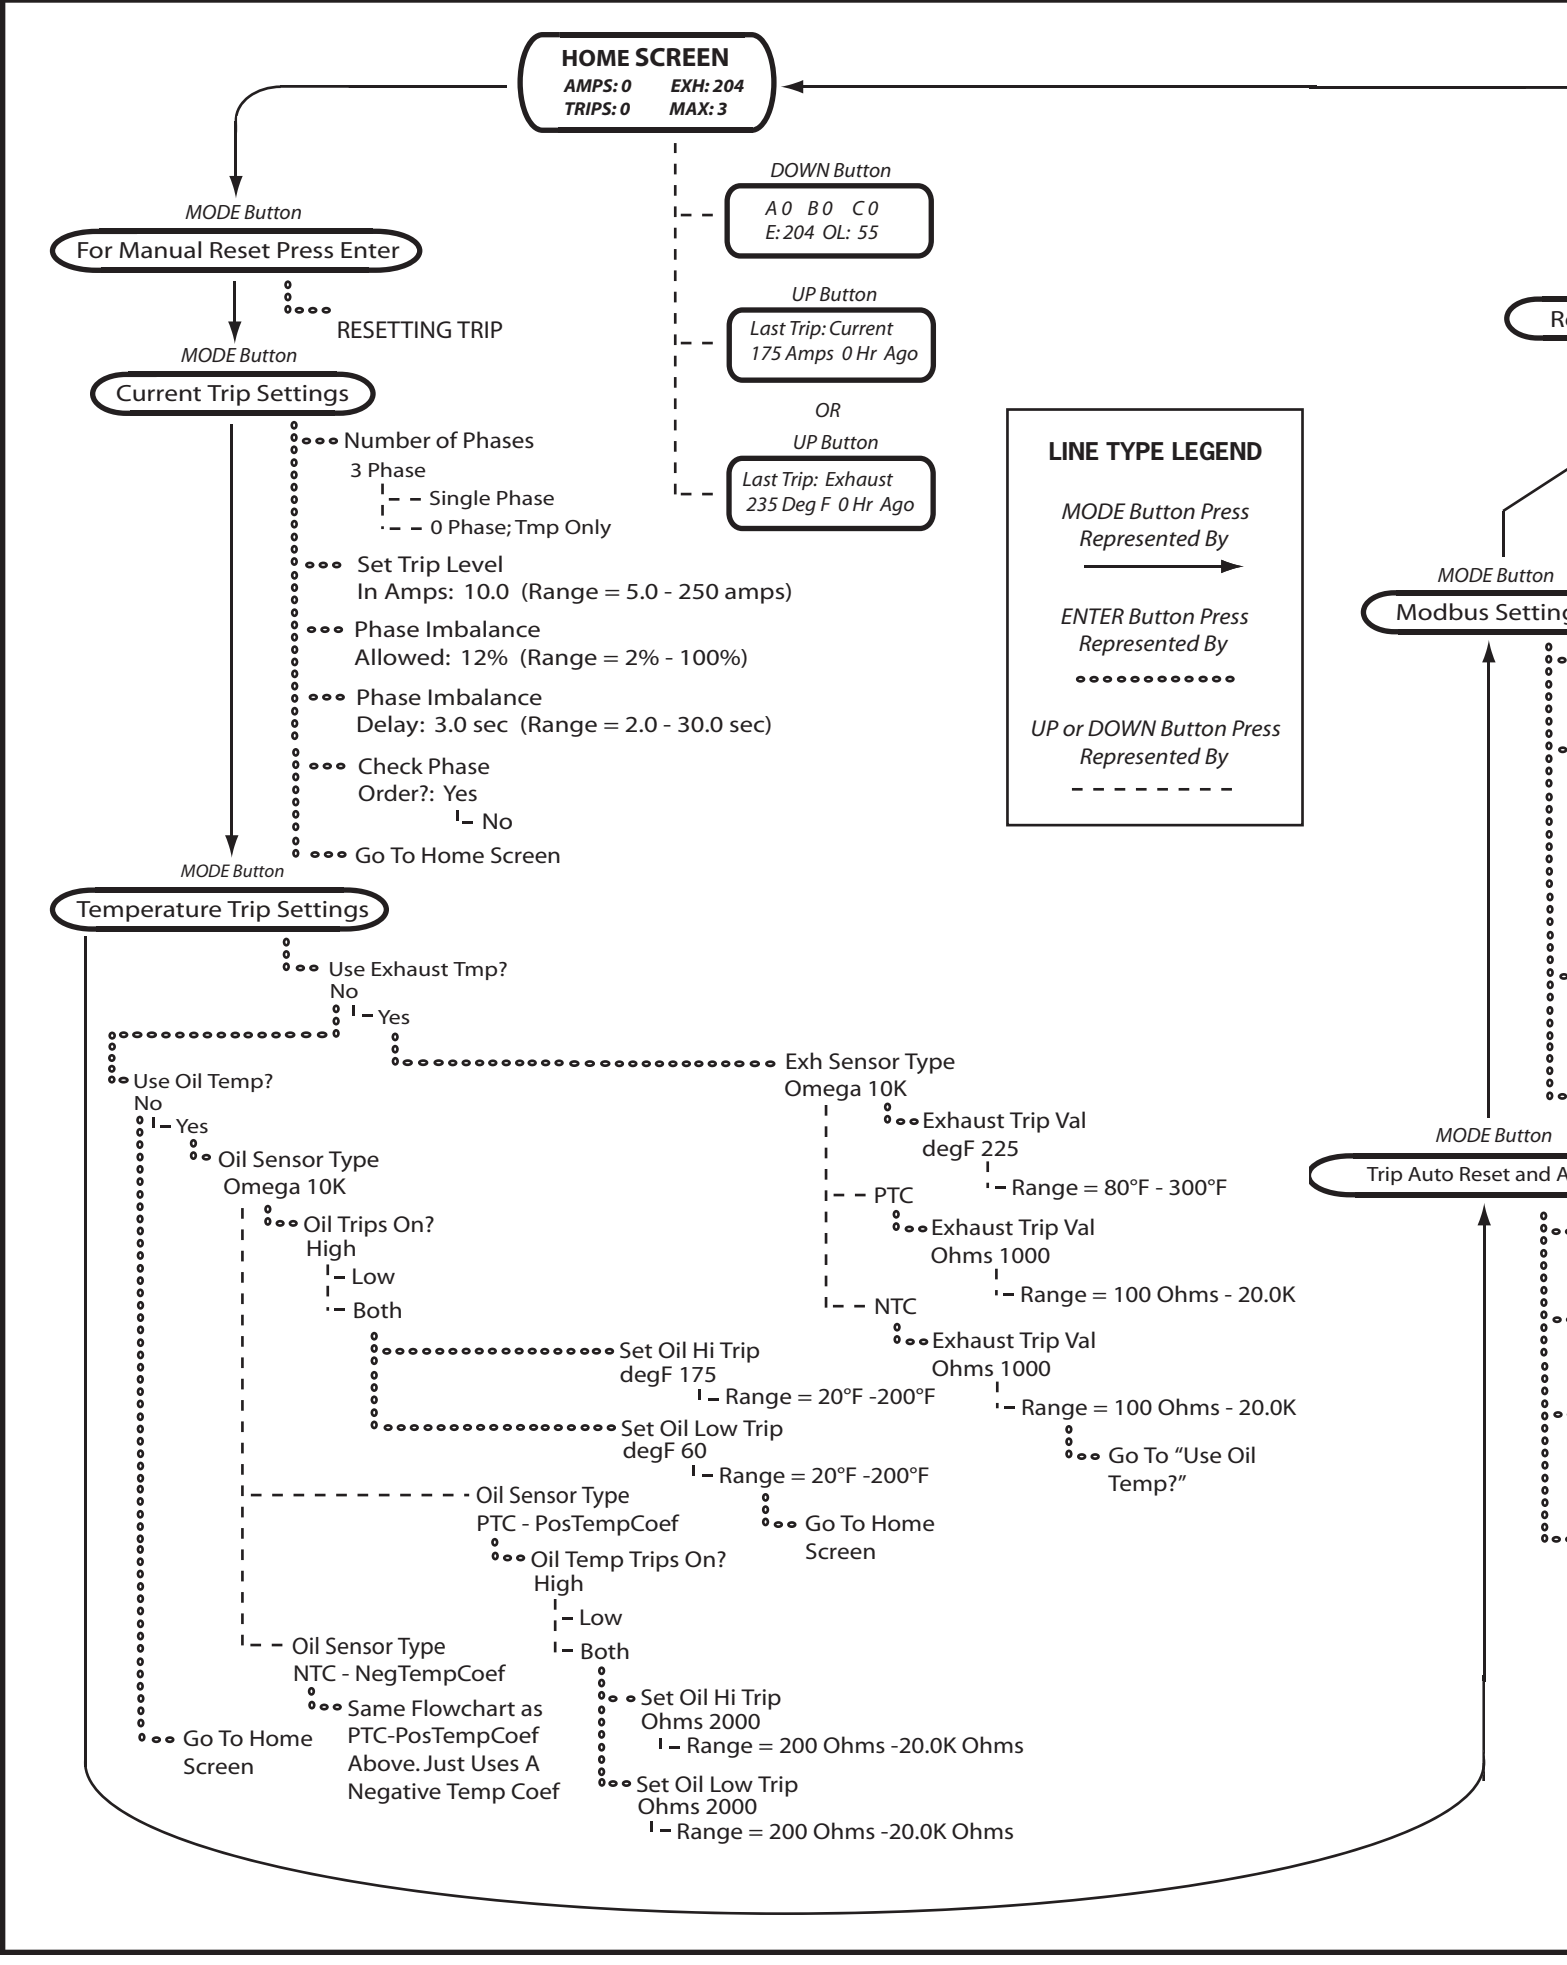 HOME SCREEN
AMPS: 0 EXH: 204
TRIPS: 0 MAX: 3
DOWN Button
A 0 B 0 C 0
E: 204 OL: 55
UP Button
Last Trip: Current
175 Amps 0 Hr Ago
OR
UP Button
Last Trip: Exhaust
235 Deg F 0 Hr Ago
MODE Button
For Manual Reset Press Enter
RESETTING TRIP
MODE Button
Current Trip Settings
Number of Phases
3 Phase
Single Phase
0 Phase; Tmp Only
Set Trip Level
In Amps: 10.0 (Range = 5.0 - 250 amps)
Phase Imbalance
Allowed: 12% (Range = 2% - 100%)
Phase Imbalance
Delay: 3.0 sec (Range = 2.0 - 30.0 sec)
Check Phase
Order?: Yes
No
Go To Home Screen
LINE TYPE LEGEND
MODE Button Press
Represented By
ENTER Button Press
Represented By
UP or DOWN Button Press
Represented By
MODE Button
Temperature Trip Settings
Use Exhaust Tmp?
No
Yes
Use Oil Temp?
No
Yes
Oil Sensor Type
Omega 10K
Oil Trips On?
High
Low
Both
Set Oil Hi Trip
degF 175
Range = 20°F -200°F
Set Oil Low Trip
degF 60
Range = 20°F -200°F
Go To Home
Screen
Oil Sensor Type
PTC - PosTempCoef
Oil Temp Trips On?
High
Low
Both
Set Oil Hi Trip
Ohms 2000
Range = 200 Ohms -20.0K Ohms
Set Oil Low Trip
Ohms 2000
Range = 200 Ohms -20.0K Ohms
Oil Sensor Type
NTC - NegTempCoef
Same Flowchart as
PTC-PosTempCoef
Above. Just Uses A
Negative Temp Coef
Go To Home
Screen
Exh Sensor Type
Omega 10K
Exhaust Trip Val
degF 225
Range = 80°F - 300°F
PTC
Exhaust Trip Val
Ohms 1000
Range = 100 Ohms - 20.0K
NTC
Exhaust Trip Val
Ohms 1000
Range = 100 Ohms - 20.0K
Go To “Use Oil
Temp?”
MODE Button
Modbus
MODE Button
Trip Auto Reset and